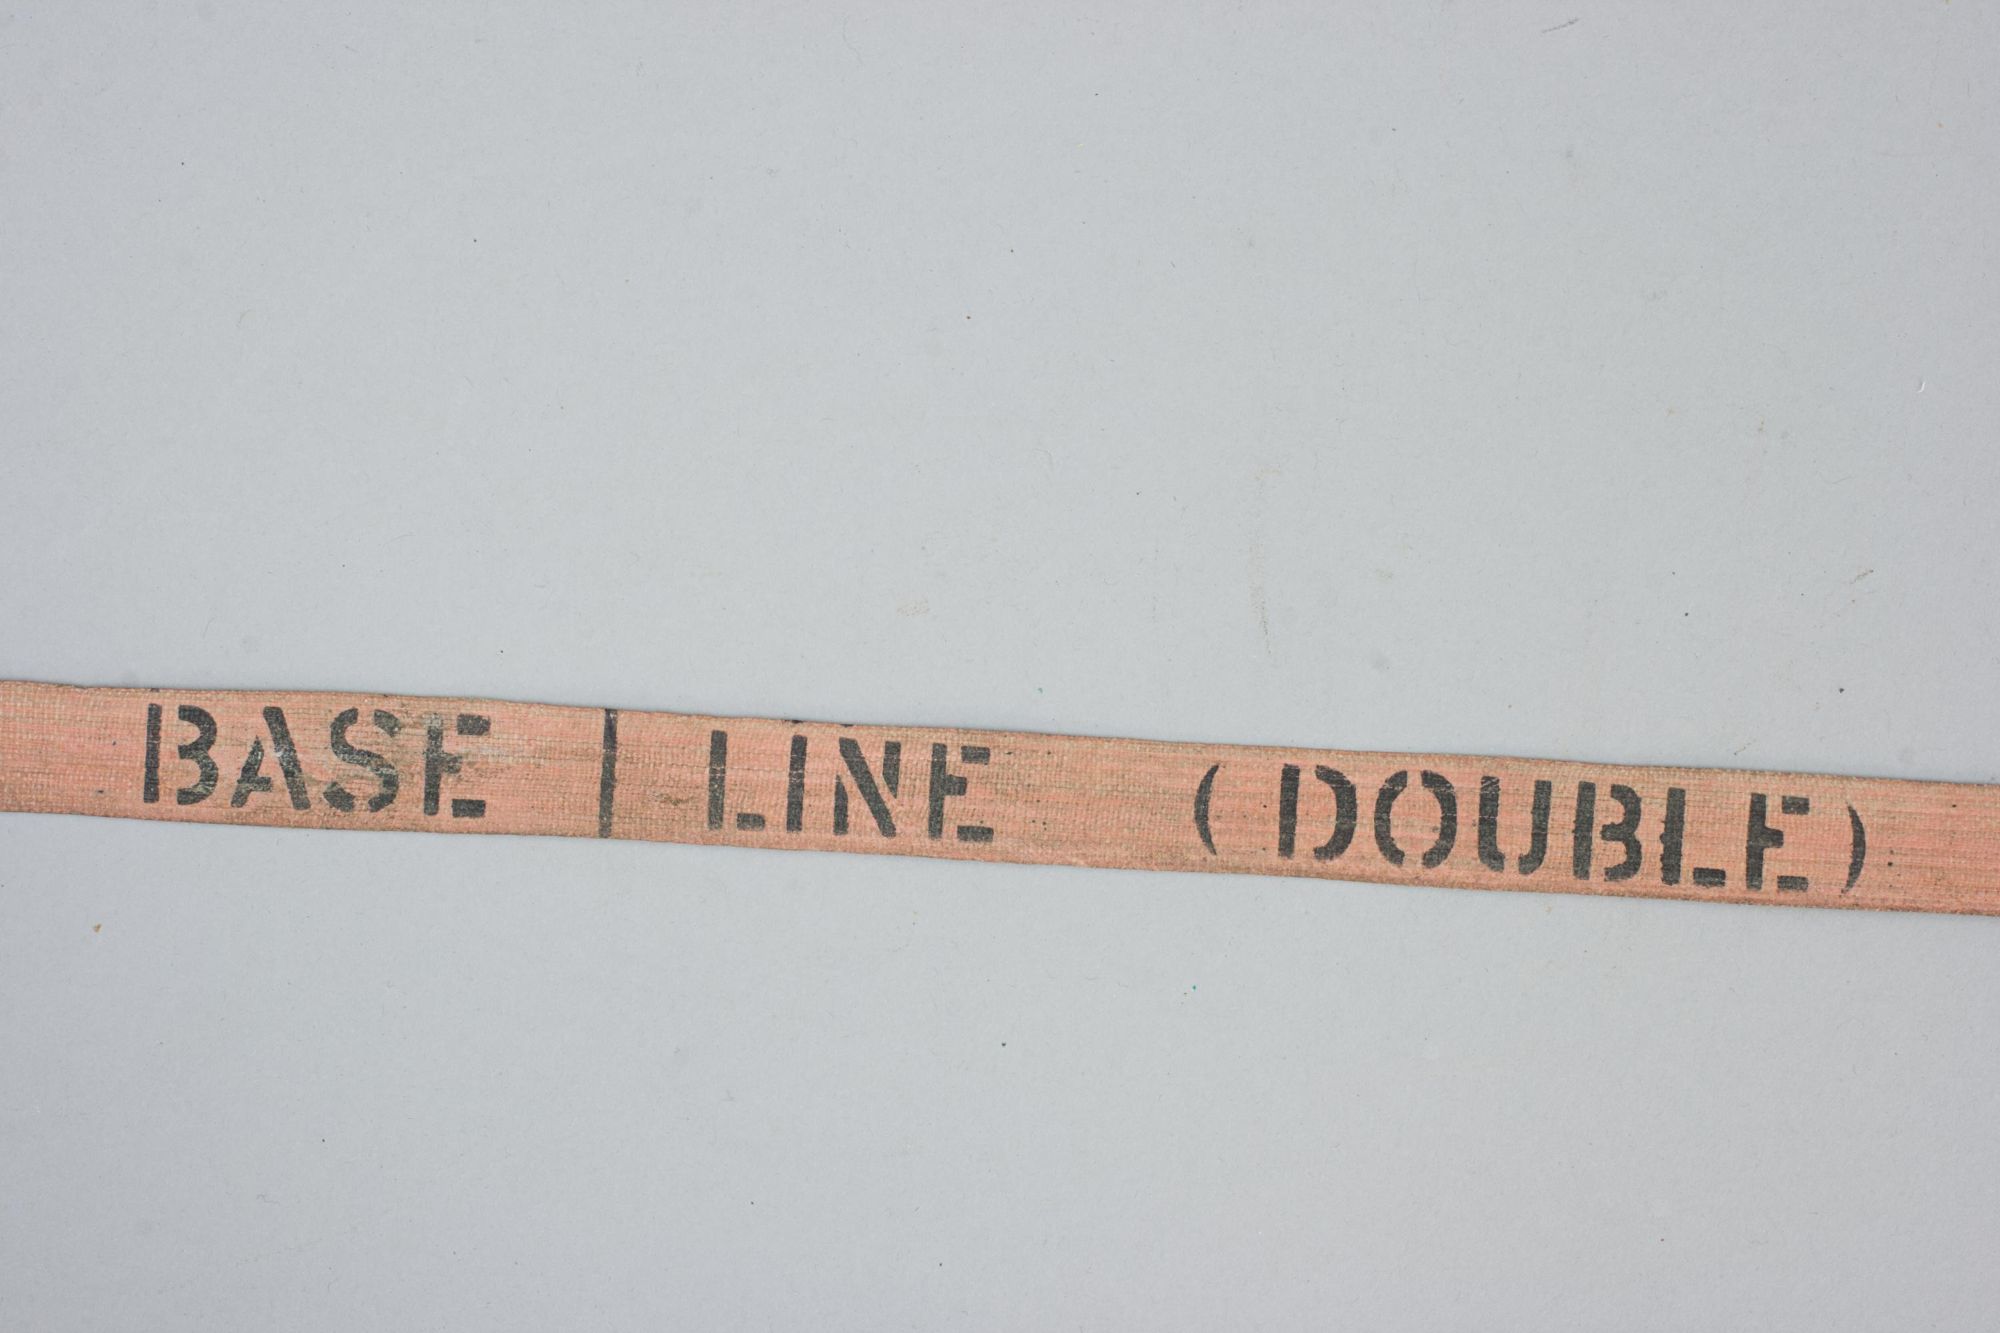 BASE | LINE (DOUBLE)